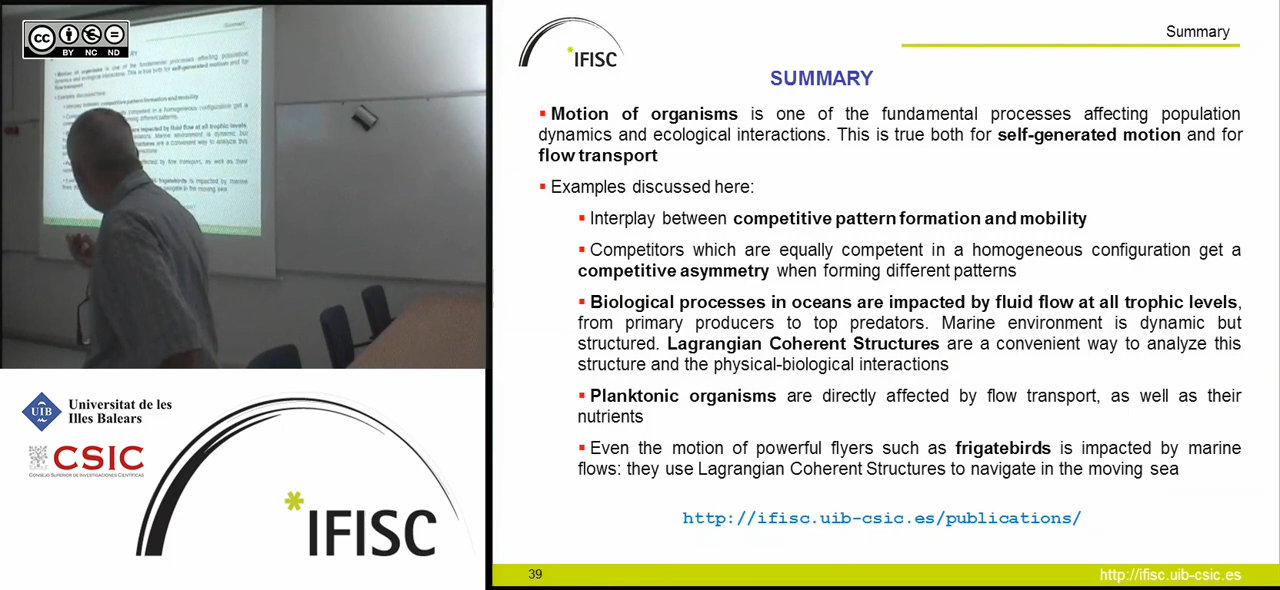 cc
BY NC ND
IFISC
Summary
SUMMARY
Motion of organisms is one of the fundamental processes affecting population
dynamics and ecological interactions. This is true both for self-generated motion and for
flow transport
Examples discussed here:
Interplay between competitive pattern formation and mobility
Competitors which are equally competent in a homogeneous configuration get a
competitive asymmetry when forming different patterns
Biological processes in oceans are impacted by fluid flow at all trophic levels,
from primary producers to top predators. Marine environment is dynamic but
structured. Lagrangian Coherent Structures are a convenient way to analyze this
structure and the physical-biological interactions
Planktonic organisms are directly affected by flow transport, as well as their
nutrients
Even the motion of powerful flyers such as frigatebirds is impacted by marine
flows: they use Lagrangian Coherent Structures to navigate in the moving sea
http://ifisc.uib-csic.es/publications/
39
http://ifisc.uib-csic.es
UIB
Universitat de les
Illes Balears
CSIC
CONSEJO SUPERIOR DE INVESTIGACIONES CIENTÍFICAS
IFISC